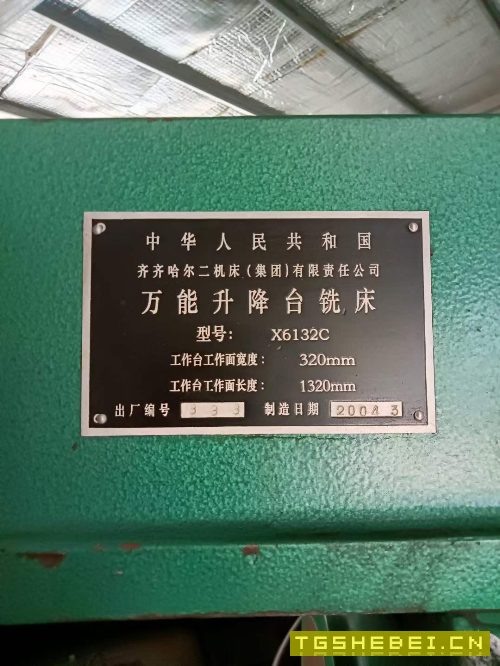 中华人民共和国
齐齐哈尔二机床(集团)有限责任公司
万能升降台铣床
型号: X6132C
工作台工作面宽度: 320mm
工作台工作面长度: 1320mm
出厂编号 制造日期 2004 3
TGSHEBEI.CN